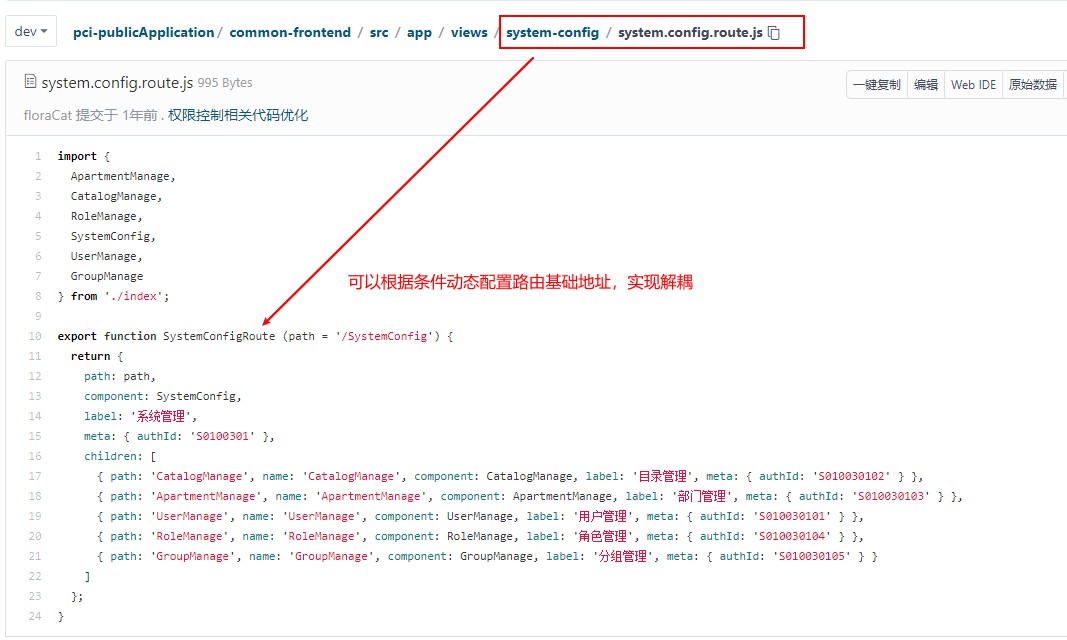 dev pci-publicApplication / common-frontend / src / app / views / system-config / system.config.route.js
system.config.route.js 995 Bytes
一键复制 编辑 Web IDE 原始数据
floraCat 提交于 1年前 . 权限控制相关代码优化
1 import {
2 ApartmentManage,
3 CatalogManage,
4 RoleManage,
5 SystemConfig,
6 UserManage,
7 GroupManage
8 } from './index';
可以根据条件动态配置路由基础地址，实现解耦
9
10 export function SystemConfigRoute (path = '/SystemConfig') {
11 return {
12 path: path,
13 component: SystemConfig,
14 label: '系统管理',
15 meta: { authId: 'S0100301' },
16 children: [
17 { path: 'CatalogManage', name: 'CatalogManage', component: CatalogManage, label: '目录管理', meta: { authId: 'S010030102' } },
18 { path: 'ApartmentManage', name: 'ApartmentManage', component: ApartmentManage, label: '部门管理', meta: { authId: 'S010030103' } },
19 { path: 'UserManage', name: 'UserManage', component: UserManage, label: '用户管理', meta: { authId: 'S010030101' } },
20 { path: 'RoleManage', name: 'RoleManage', component: RoleManage, label: '角色管理', meta: { authId: 'S010030104' } },
21 { path: 'GroupManage', name: 'GroupManage', component: GroupManage, label: '分组管理', meta: { authId: 'S010030105' } }
22 ]
23 };
24 }